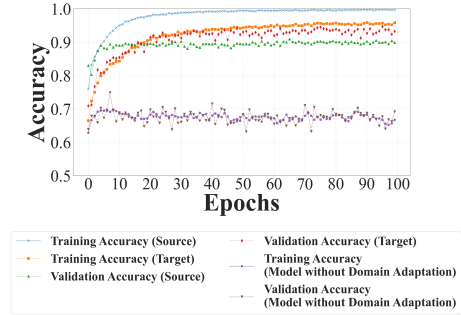 1.0
0.9
0.8
0.7
0.6
0.5
Accuracy
0 10 20 30 40 50 60 70 80 90 100
Epochs
Training Accuracy (Source)
Training Accuracy (Target)
Validation Accuracy (Source)
Validation Accuracy (Target)
Training Accuracy
(Model without Domain Adaptation)
Validation Accuracy
(Model without Domain Adaptation)